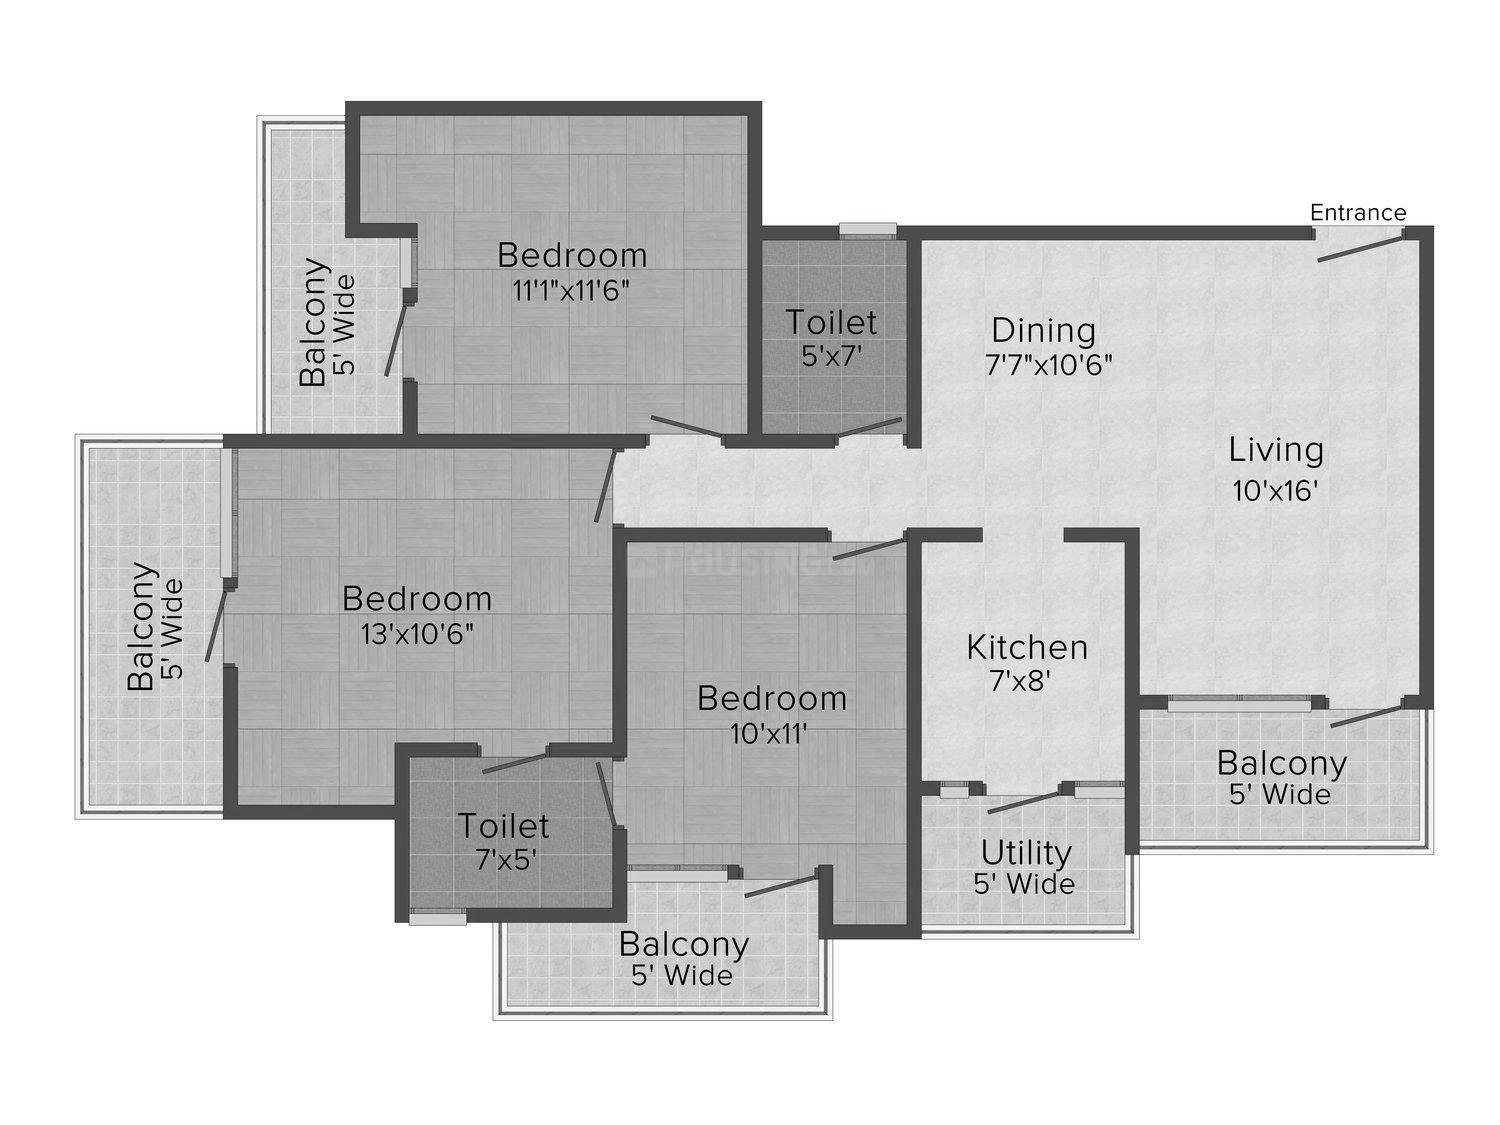 Entrance
Bedroom
11'1"x11'6"
Balcony
5' Wide
Toilet
5'x7'
Dining
7'7"x10'6"
Living
10'x16'
Balcony
5' Wide
Bedroom
13'x10'6"
Bedroom
10'x11'
Kitchen
7'x8'
Balcony
5' Wide
Toilet
7'x5'
Utility
5' Wide
Balcony
5' Wide